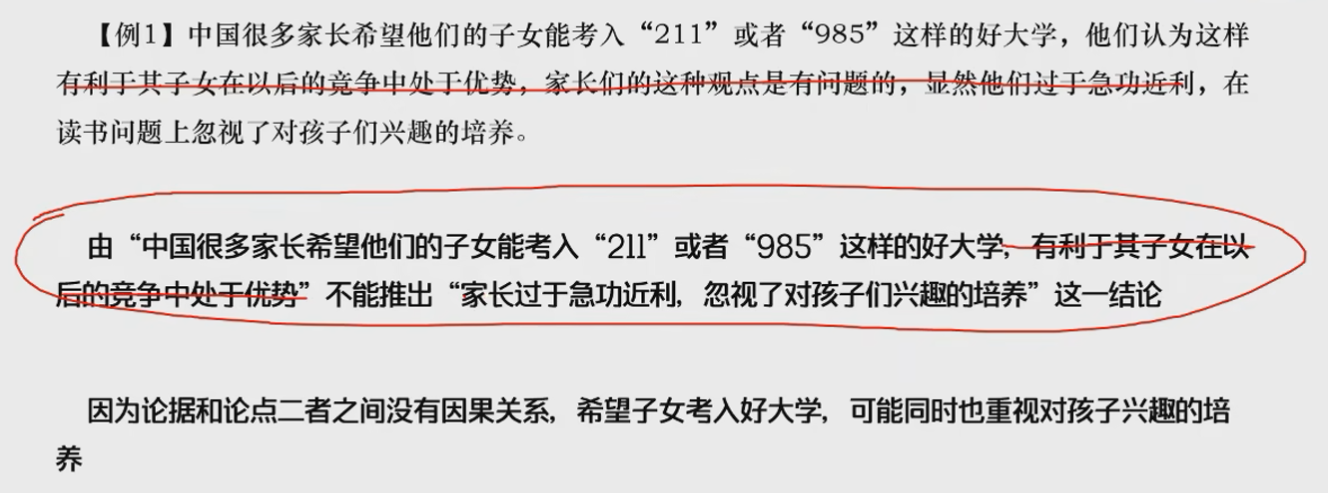 【例1】中国很多家长希望他们的子女能考入“211”或者“985”这样的好大学，他们认为这样
有利于其子女在以后的竞争中处于优势，家长们的这种观点是有问题的，显然他们过于急功近利，在
读书问题上忽视了对孩子们兴趣的培养。
由“中国很多家长希望他们的子女能考入“211”或者“985”这样的好大学，有利于其子女在以
后的竞争中处于优势”不能推出“家长过于急功近利，忽视了对孩子们兴趣的培养”这一结论
因为论据和论点二者之间没有因果关系，希望子女考入好大学，可能同时也重视对孩子兴趣的培
养